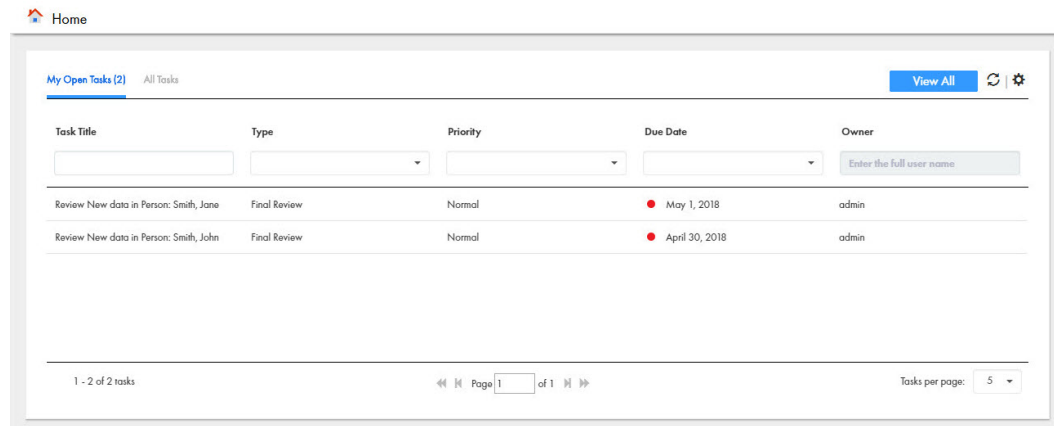 Home
My Open Tasks (2) All Tasks View All
Task Title Type Priority Due Date Owner
Enter the full user name
Review New data in Person: Smith, Jane Final Review Normal May 1, 2018 admin
Review New data in Person: Smith, John Final Review Normal April 30, 2018 admin
1 - 2 of 2 tasks Page 1 of 1 Tasks per page: 5